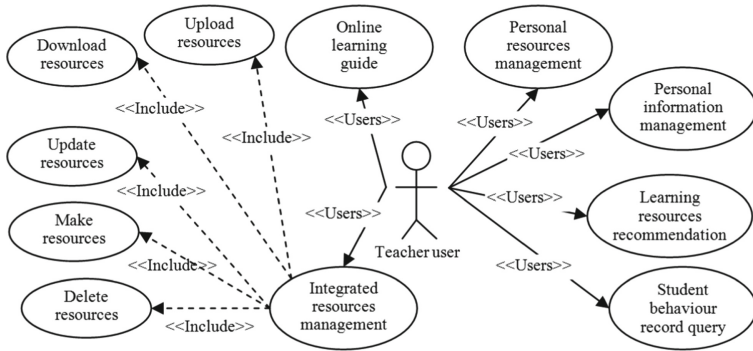 Download
resources
Upload
resources
Online
learning
guide
Personal
resources
management
Personal
information
management
<<Include>>
<<Users>>
<<Users>>
<<Include>>
<<Users>>
Update
resources
<<Include>>
<<Users>>
Learning
resources
recommendation
Make
resources
<<Users>>
Teacher user
<<Include>>
<<Users>>
Delete
resources
<<Include>>
Integrated
resources
management
Student
behaviour
record query